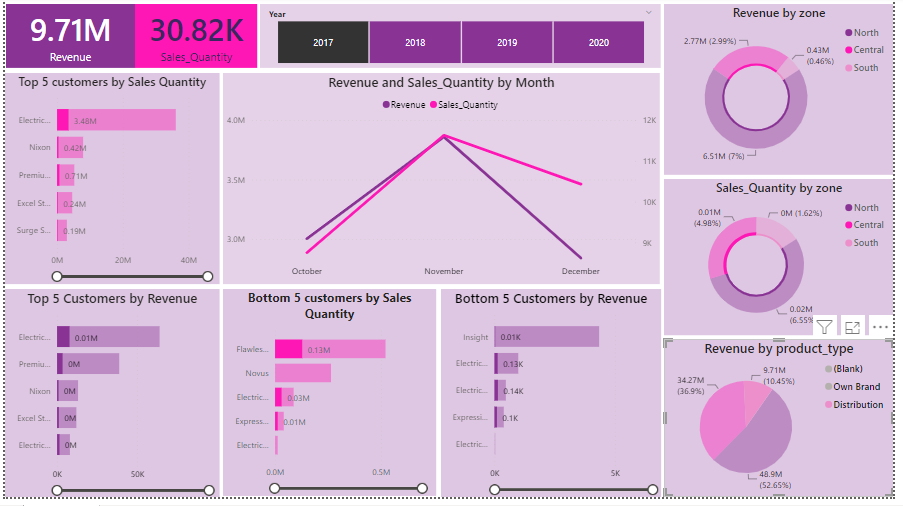 9.71M
Revenue
30.82K
Sales_Quantity
Year
2017
2018
2019
2020
Revenue by zone
2.77M (2.99%)
0.43M
(0.46%)
6.51M (7%)
North
Central
South
Top 5 customers by Sales Quantity
Electric...
3.48M
Nixon
0.42M
Premiu...
0.71M
Excel St...
0.24M
Surge S...
0.19M
0M
20M
40M
Revenue and Sales_Quantity by Month
Revenue
Sales_Quantity
4.0M
3.5M
3.0M
12K
11K
10K
9K
October
November
December
Sales_Quantity by zone
0.01M
(4.98%)
0M (1.62%)
0.02M
(6.55%
North
Central
South
Top 5 Customers by Revenue
Electric...
0.01M
Premiu...
0M
Nixon
0M
Excel St...
0M
Electric...
0M
0K
50K
Bottom 5 customers by Sales
Quantity
Flawles...
0.13M
Novus
Electric...
0.03M
Express...
0.01M
Electric...
0.0M
0.5M
Bottom 5 Customers by Revenue
Insight
0.01K
Electric...
0.13K
Electric...
0.14K
Expressi...
0.1K
Electric...
0K
5K
Revenue by product_type
34.27M
(36.9%)
9.71M
(10.45%)
48.9M
(52.65%)
(Blank)
Own Brand
Distribution